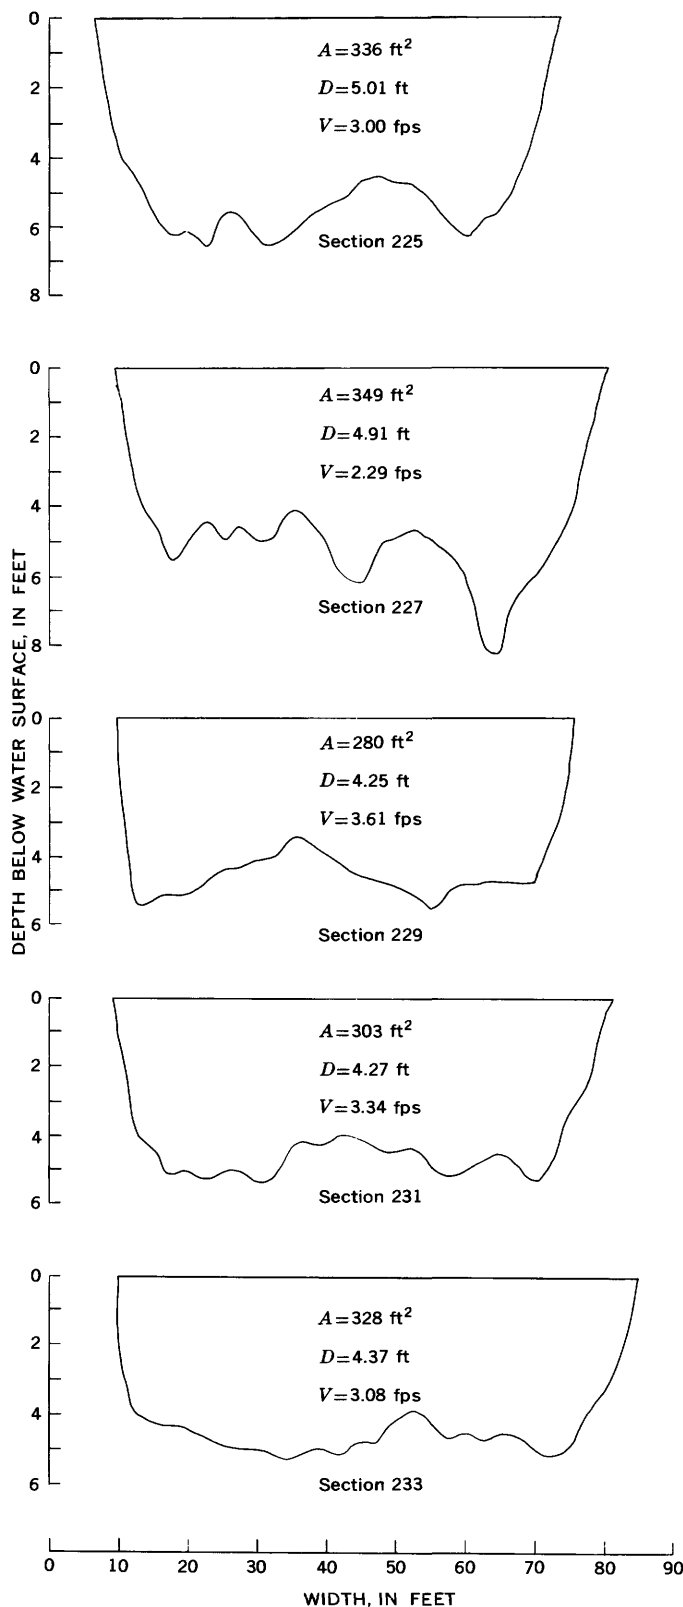 0
2
4
6
8
A=336 ft²
D=5.01 ft
V=3.00 fps
Section 225
0
2
4
6
8
A=349 ft²
D=4.91 ft
V=2.29 fps
Section 227
DEPTH BELOW WATER SURFACE, IN FEET
0
2
4
6
A=280 ft²
D=4.25 ft
V=3.61 fps
Section 229
0
2
4
6
A=303 ft²
D=4.27 ft
V=3.34 fps
Section 231
0
2
4
6
A=328 ft²
D=4.37 ft
V=3.08 fps
Section 233
0 10 20 30 40 50 60 70 80 90
WIDTH, IN FEET